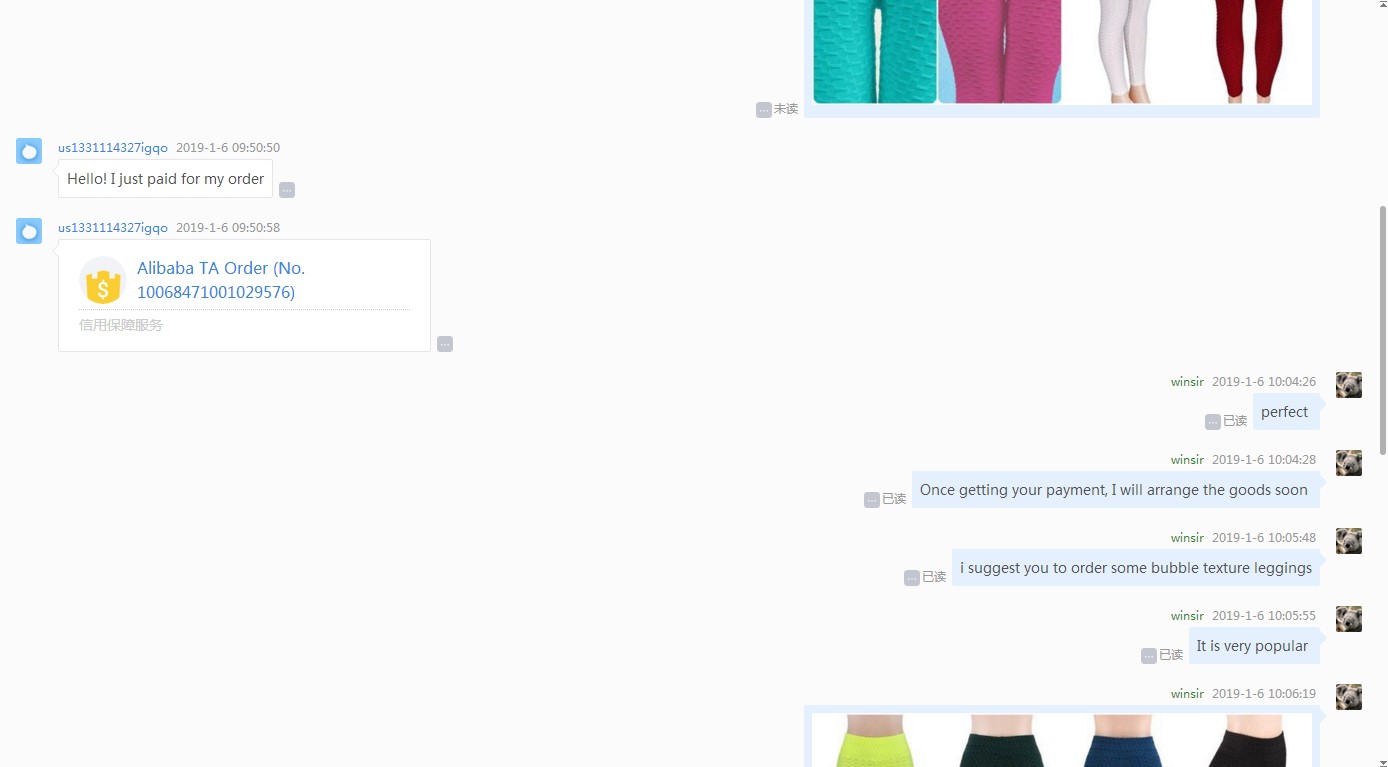 未读
us1331114327igqo 2019-1-6 09:50:50
Hello! I just paid for my order
us1331114327igqo 2019-1-6 09:50:58
Alibaba TA Order (No.
10068471001029576)
信用保障服务
winsir 2019-1-6 10:04:26
已读 perfect
winsir 2019-1-6 10:04:28
已读 Once getting your payment, I will arrange the goods soon
winsir 2019-1-6 10:05:48
已读 i suggest you to order some bubble texture leggings
winsir 2019-1-6 10:05:55
已读 It is very popular
winsir 2019-1-6 10:06:19